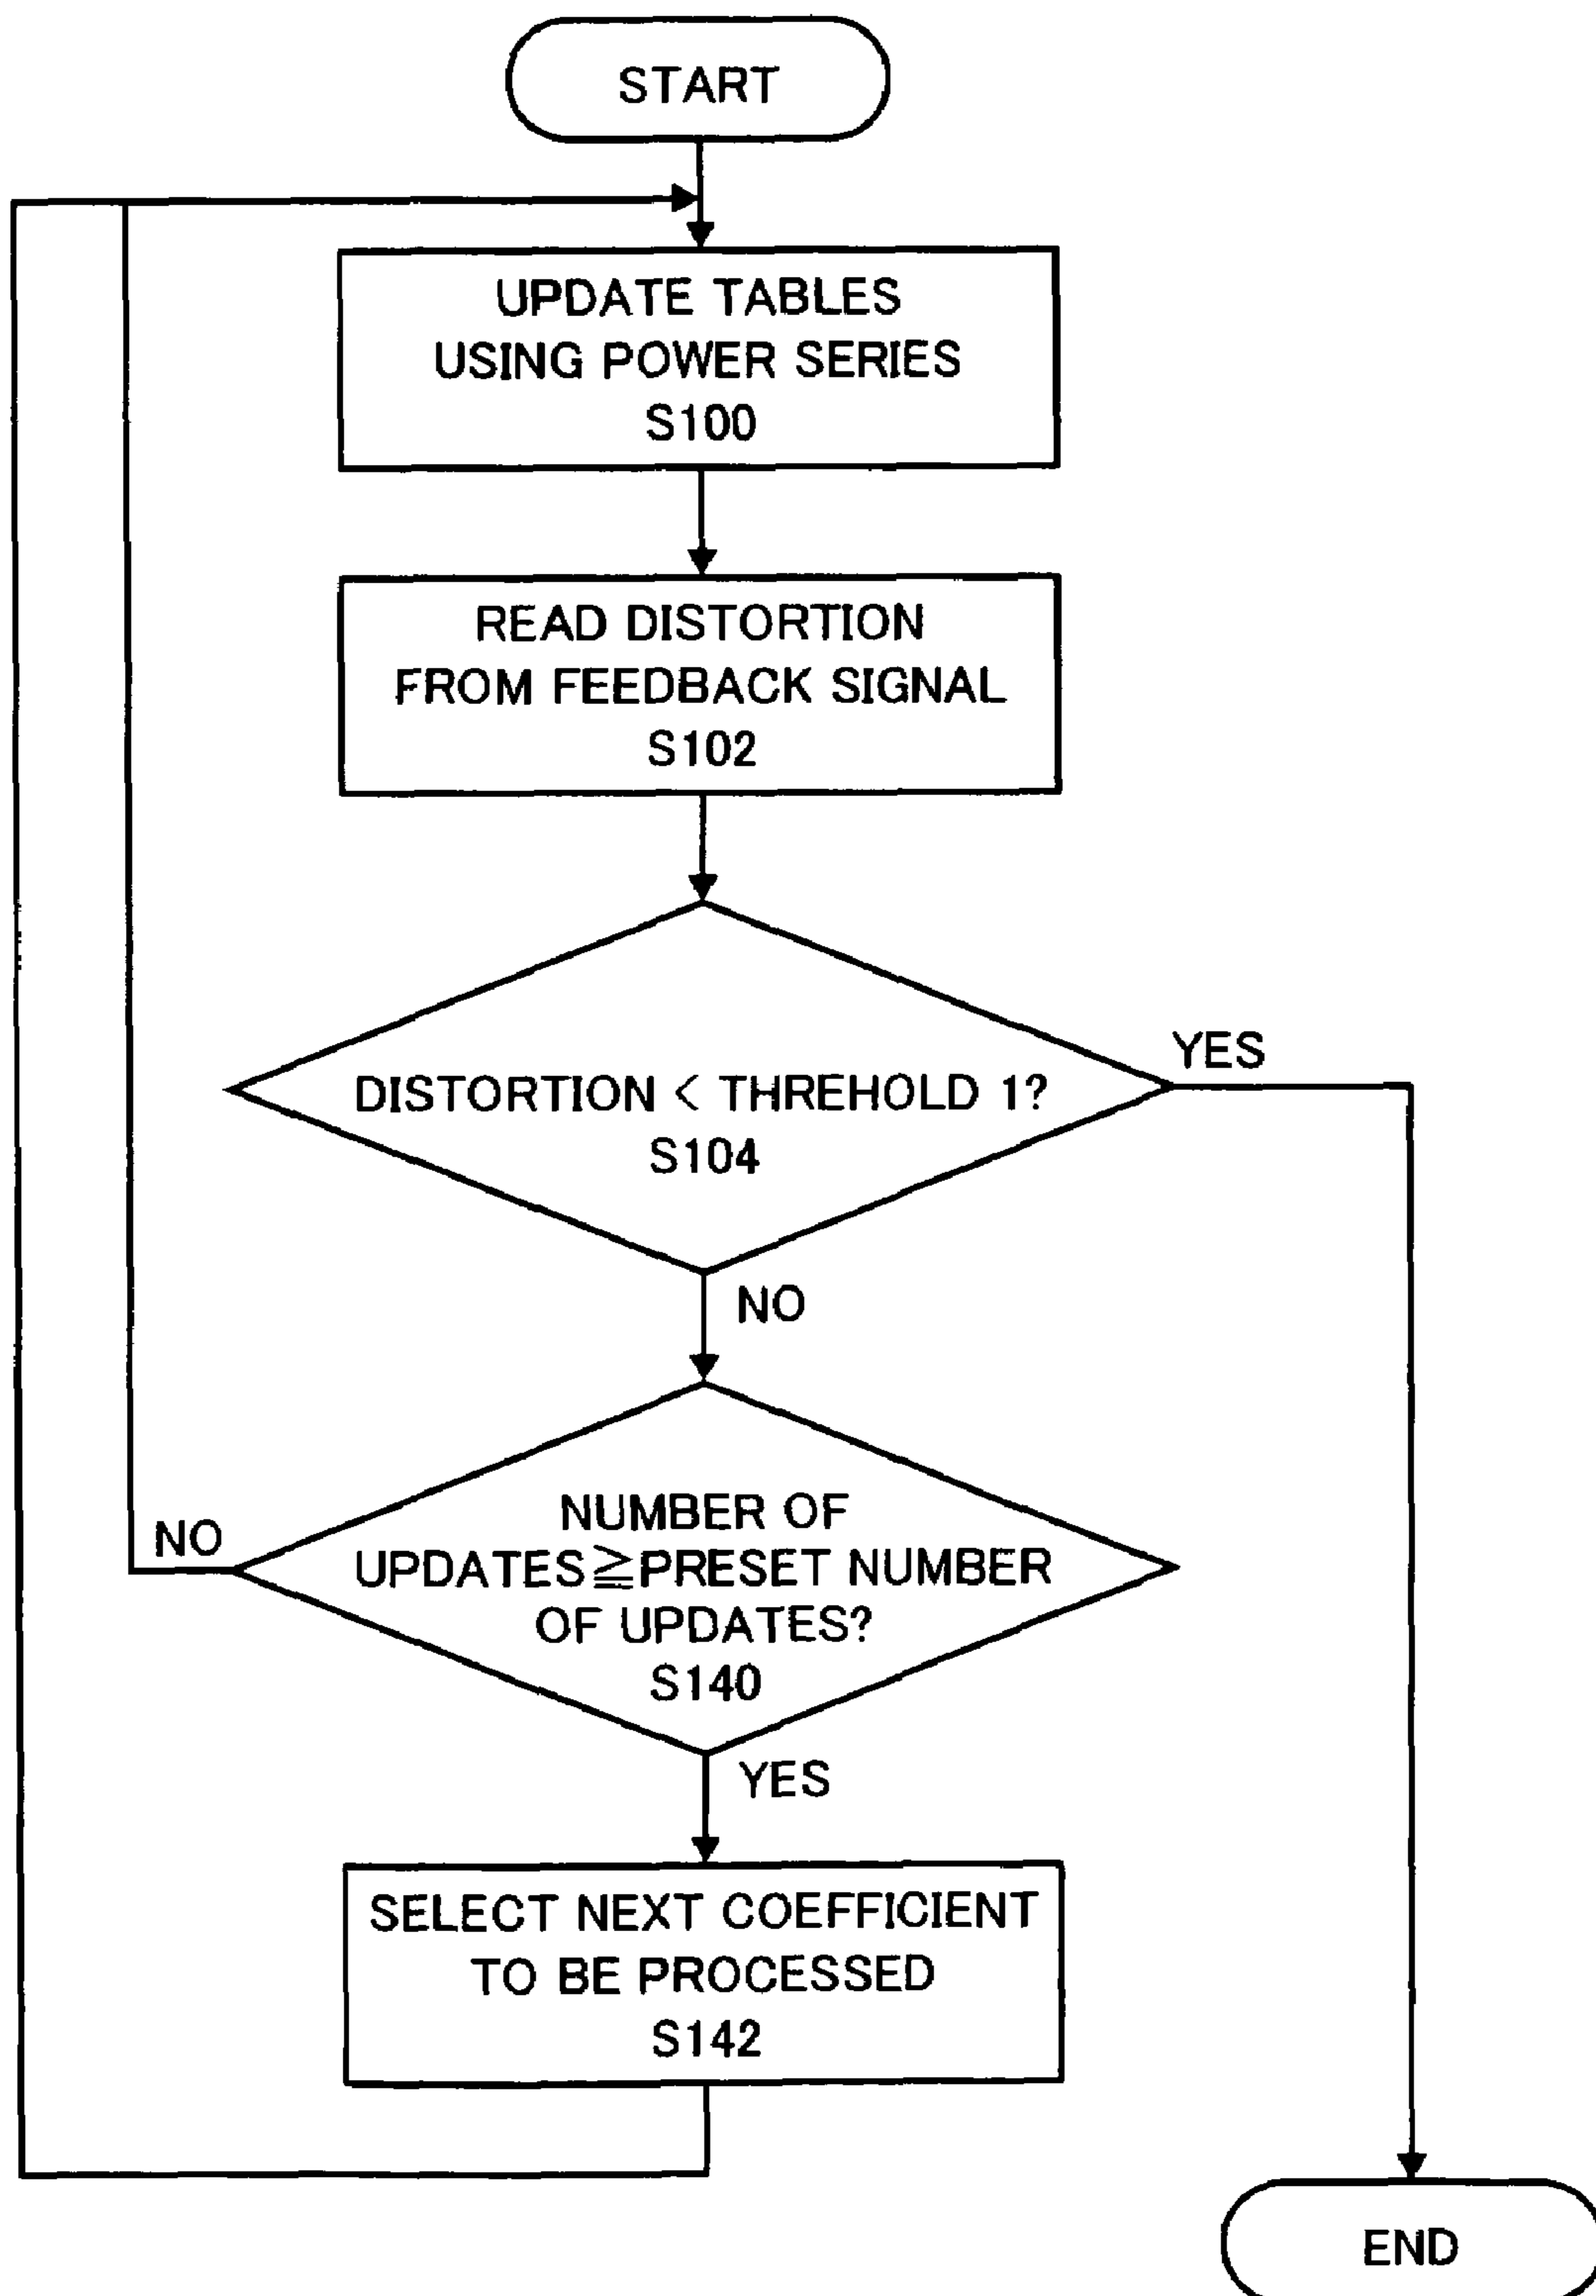 START
UPDATE TABLES
USING POWER SERIES
S100
READ DISTORTION
FROM FEEDBACK SIGNAL
S102
DISTORTION < THREHOLD 1?
S104
YES
NO
NUMBER OF
UPDATES≧PRESET NUMBER
OF UPDATES?
S140
NO
YES
SELECT NEXT COEFFICIENT
TO BE PROCESSED
S142
END